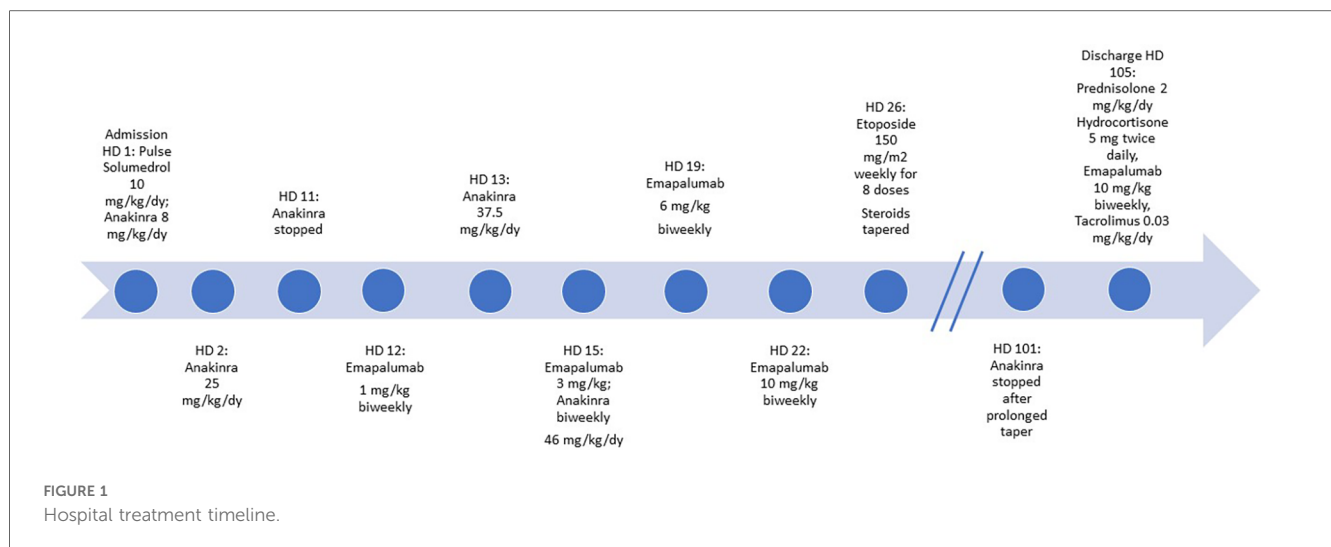 Admission
HD 1: Pulse
Solumedrol
10
mg/kg/dy;
Anakinra 8
mg/kg/dy
HD 2:
Anakinra
25
mg/kg/dy
HD 11:
Anakinra
stopped
HD 12:
Emapalumab
1 mg/kg
biweekly
HD 13:
Anakinra
37.5
mg/kg/dy
HD 15:
Emapalumab
3 mg/kg;
Anakinra
biweekly
46 mg/kg/dy
HD 19:
Emapalumab
6 mg/kg
biweekly
HD 22:
Emapalumab
10 mg/kg
biweekly
HD 26:
Etoposide
150
mg/m2
weekly for
8 doses
Steroids
tapered
HD 101:
Anakinra
stopped
after
prolonged
taper
Discharge HD
105:
Prednisolone 2
mg/kg/dy
Hydrocortisone
5 mg twice
daily,
Emapalumab
10 mg/kg
biweekly,
Tacrolimus 0.03
mg/kg/dy
FIGURE 1
Hospital treatment timeline.